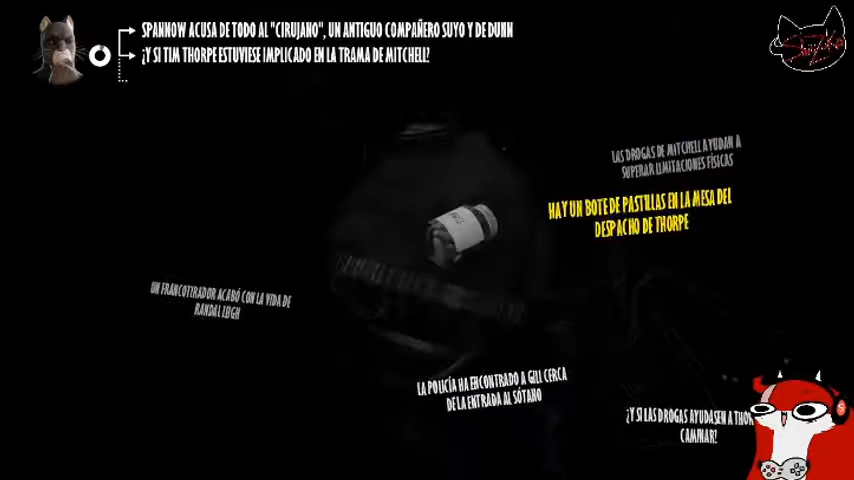 SPANNOW ACUSA DE TODO AL "CIRUJANO", UN ANTIGUO COMPAÑERO SUYO Y DE DUNN
¿Y SI TIM THORPE ESTUVIESE IMPLICADO EN LA TRAMA DE MITCHELL?
LAS DROGAS DE MITCHELL AYUDAN A
SUPERAR LIMITACIONES FÍSICAS
HAY UN BOTE DE PASTILLAS EN LA MESA DEL
DESPACHO DE THORPE
UN FRANCOTIRADOR ACABÓ CON LA VIDA DE
RANDAL LEIGH
LA POLICÍA HA ENCONTRADO A GILL CERCA
DE LA ENTRADA AL SÓTANO
¿Y SI LAS DROGAS AYUDASEN A THOR
CAMINAR?